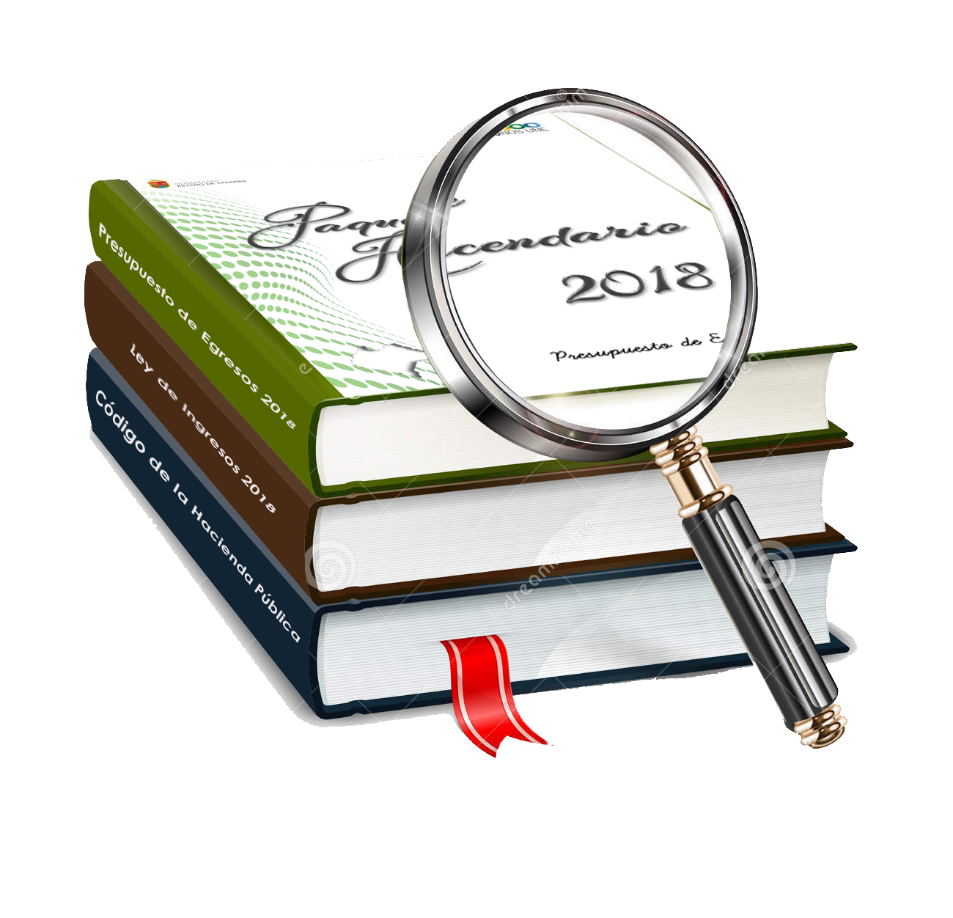 Paquete
Hacendario
2018
Presupuesto de E
Presupuesto de Egresos 2018
Ley de Ingresos 2018
Código de la Hacienda Pública